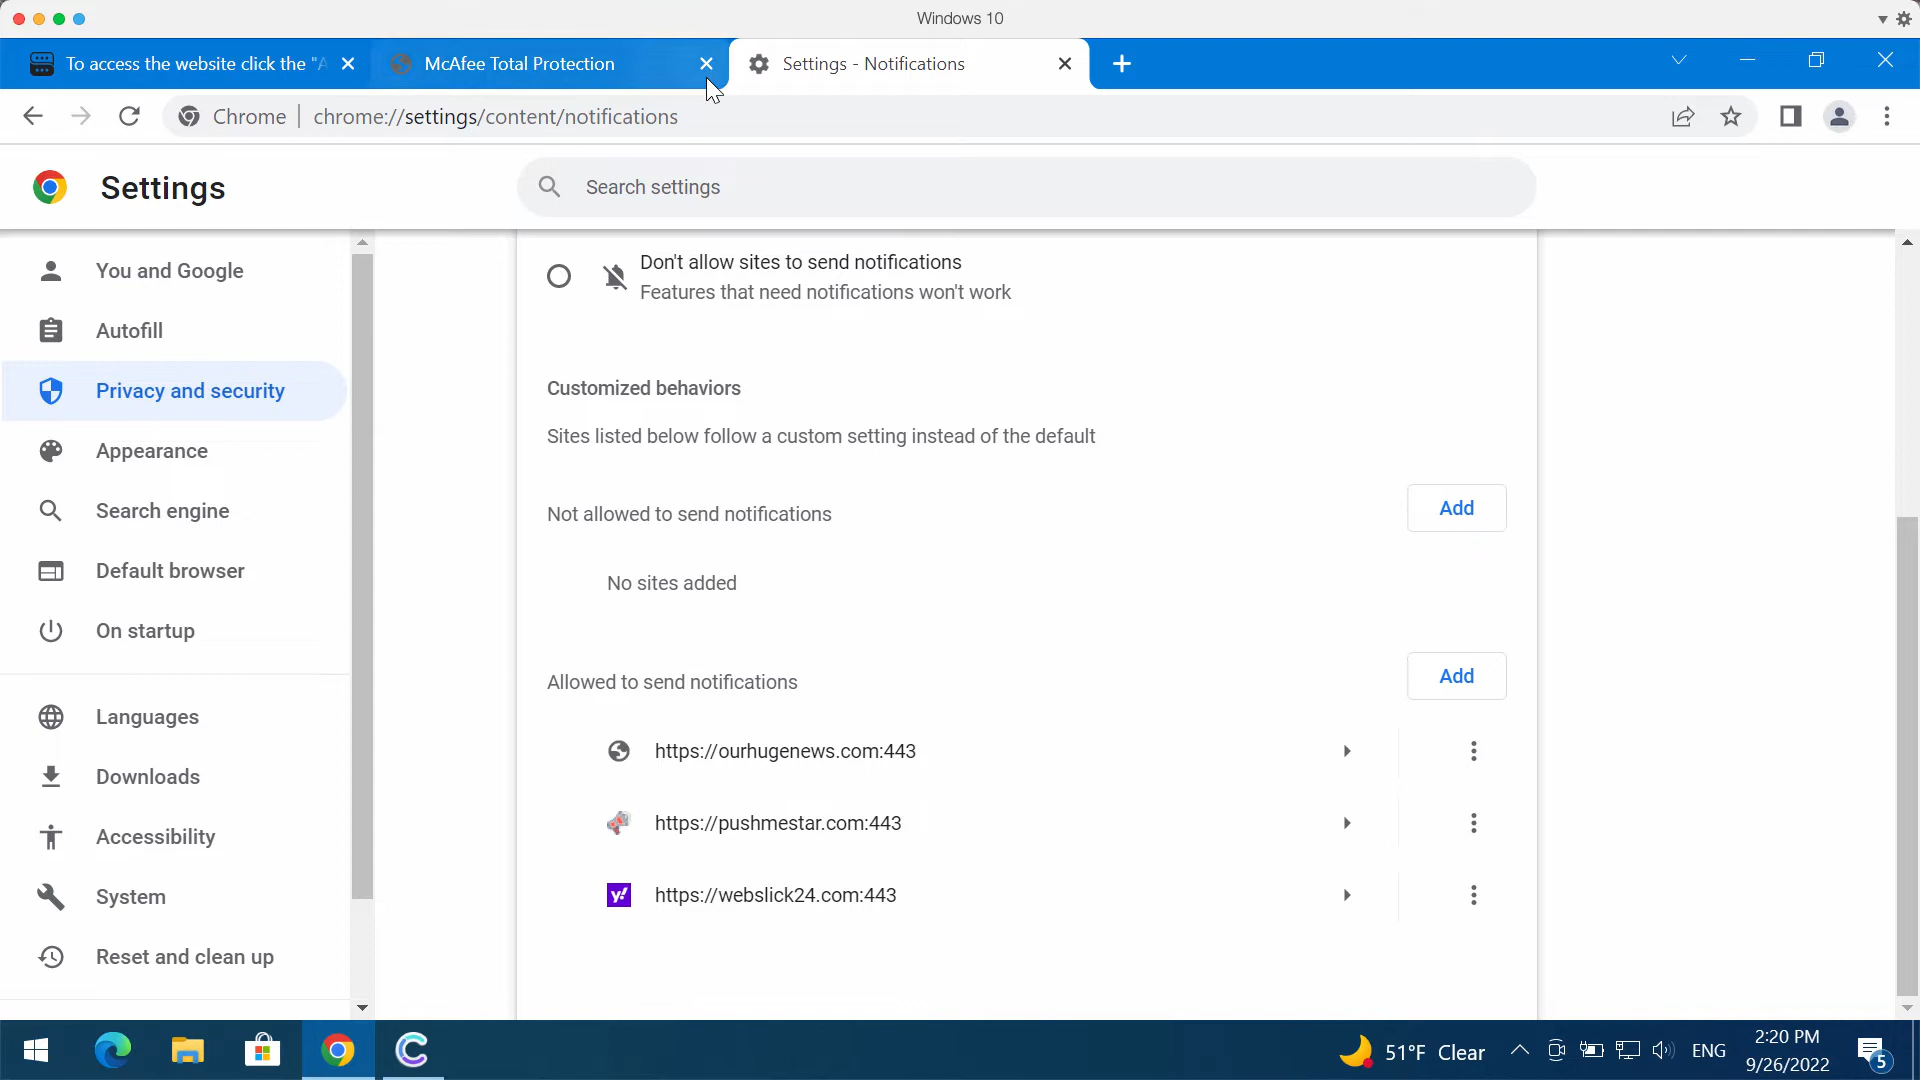 Windows 10
To access the website click the "A
McAfee Total Protection
Settings - Notifications
Chrome
chrome://settings/content/notifications
Settings
Search settings
You and Google
Autofill
Privacy and security
Appearance
Search engine
Default browser
On startup
Languages
Downloads
Accessibility
System
Reset and clean up
Don't allow sites to send notifications
Features that need notifications won't work
Customized behaviors
Sites listed below follow a custom setting instead of the default
Not allowed to send notifications
Add
No sites added
Allowed to send notifications
Add
https://ourhugenews.com:443
https://pushmestar.com:443
y!
https://webslick24.com:443
51°F Clear
ENG
2:20 PM
9/26/2022
5